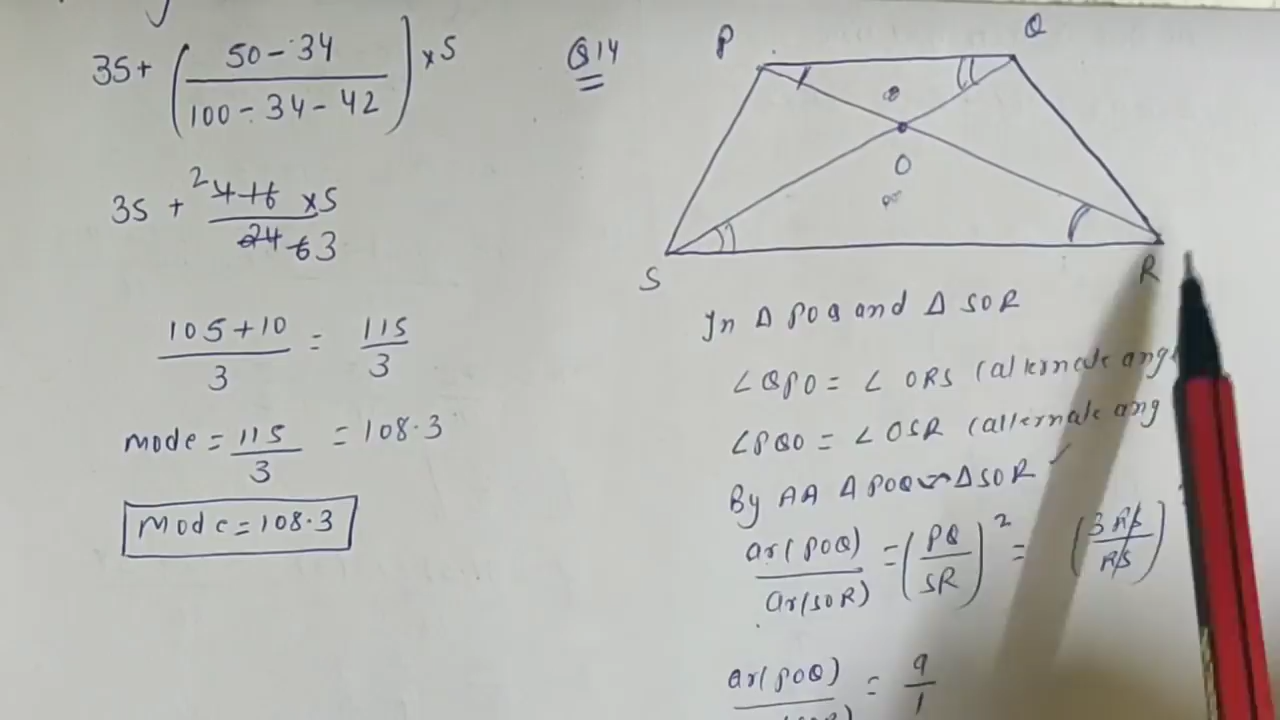 35 + ( 50 - 34 / 100 - 34 - 42 ) × 5
35 + 2 4 16 × 5 / 24 6 3
105 + 10 / 3 = 115 / 3
mode = 115 / 3 = 108.3
Mode = 108.3
Q14
P Q
O
S R
In Δ POQ and Δ SOR
∠QPO = ∠ ORS (alternate ang
∠PQO = ∠ OSR (alternate ang
By AA Δ POQ ~ Δ SOR ✓
ar(POQ) / ar(SOR) = ( PQ / SR )² = ( 3 RS / RS )
ar(POQ) / = 9 / 1